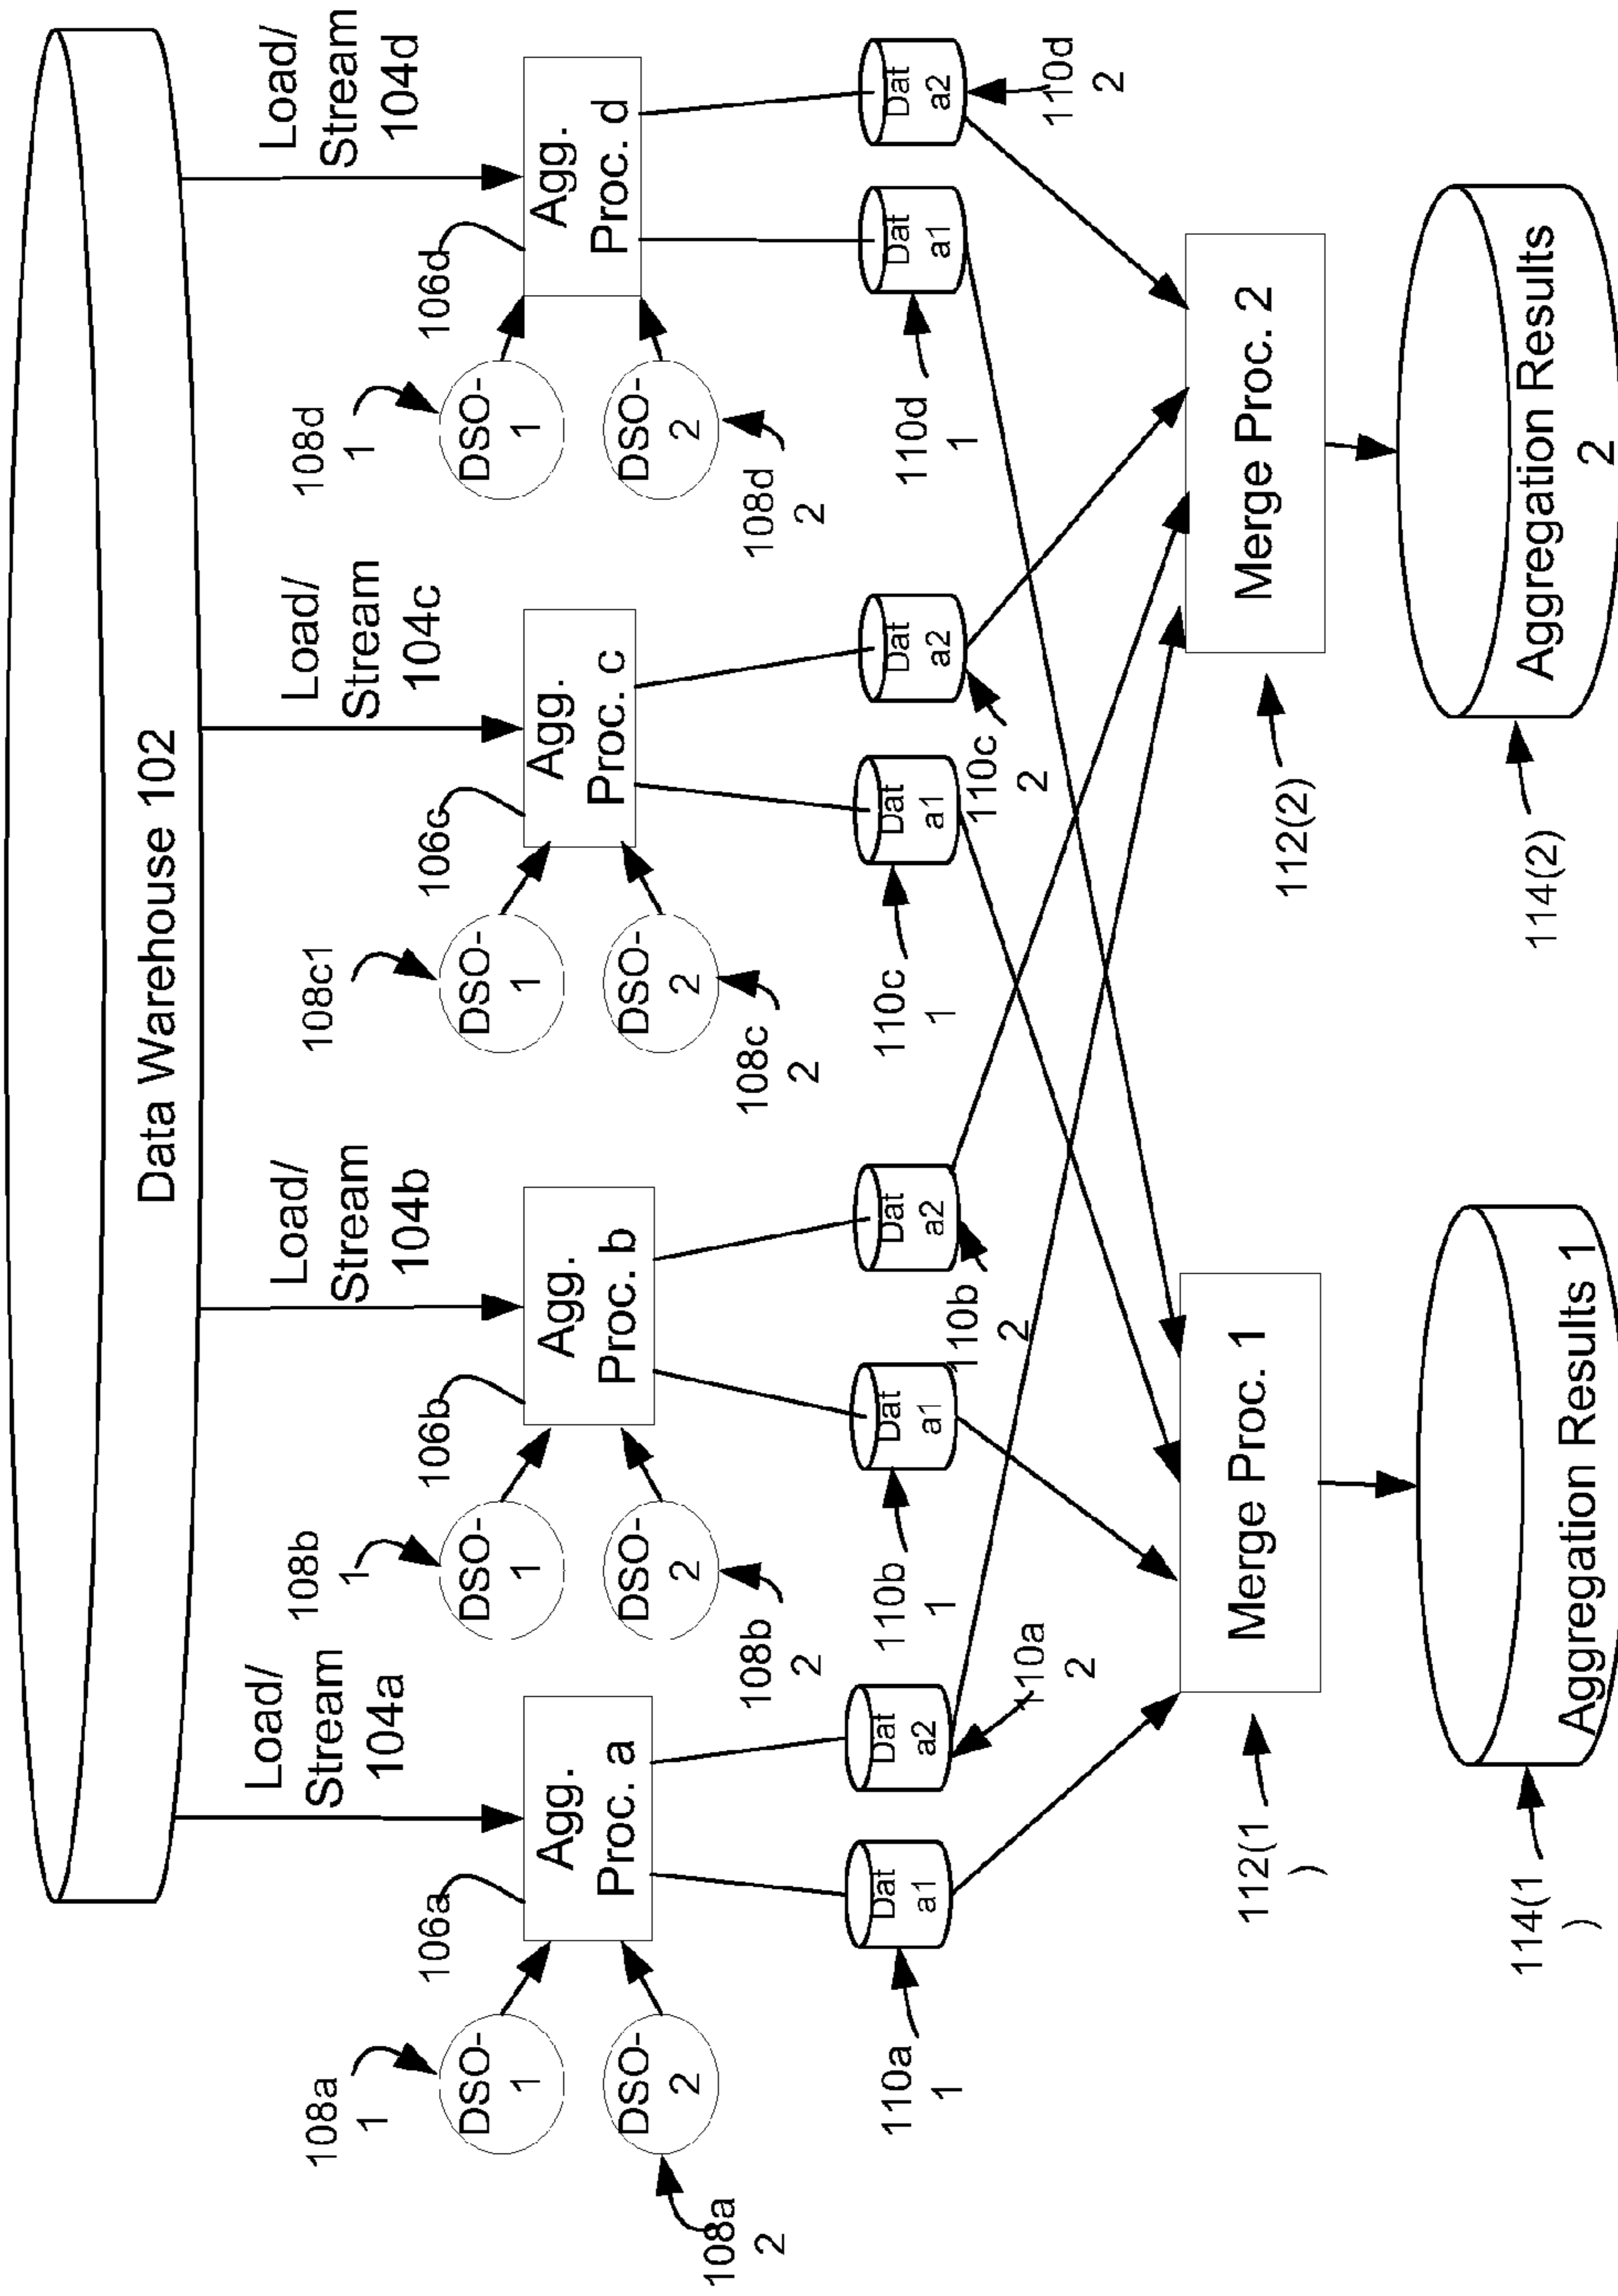 Data Warehouse 102
Load/
Stream
104a
Load/
Stream
104b
Load/
Stream
104c
Load/
Stream
104d
108a
1
106a
108b
1
106b
108c1
106c
108d
1
106d
DSO-
1
DSO-
2
Agg.
Proc. a
DSO-
1
DSO-
2
Agg.
Proc. b
DSO-
1
DSO-
2
Agg.
Proc. c
DSO-
1
DSO-
2
Agg.
Proc. d
108a
2
108b
2
108c
2
108d
2
Dat
a1
Dat
a2
Dat
a1
Dat
a2
Dat
a1
Dat
a2
Dat
a1
Dat
a2
110a
1
110a
2
110b
1
110b
2
110c
1
110c
2
110d
1
110d
2
112(1
)
Merge Proc. 1
112(2)
Merge Proc. 2
114(1
)
Aggregation Results 1
114(2)
Aggregation Results
2